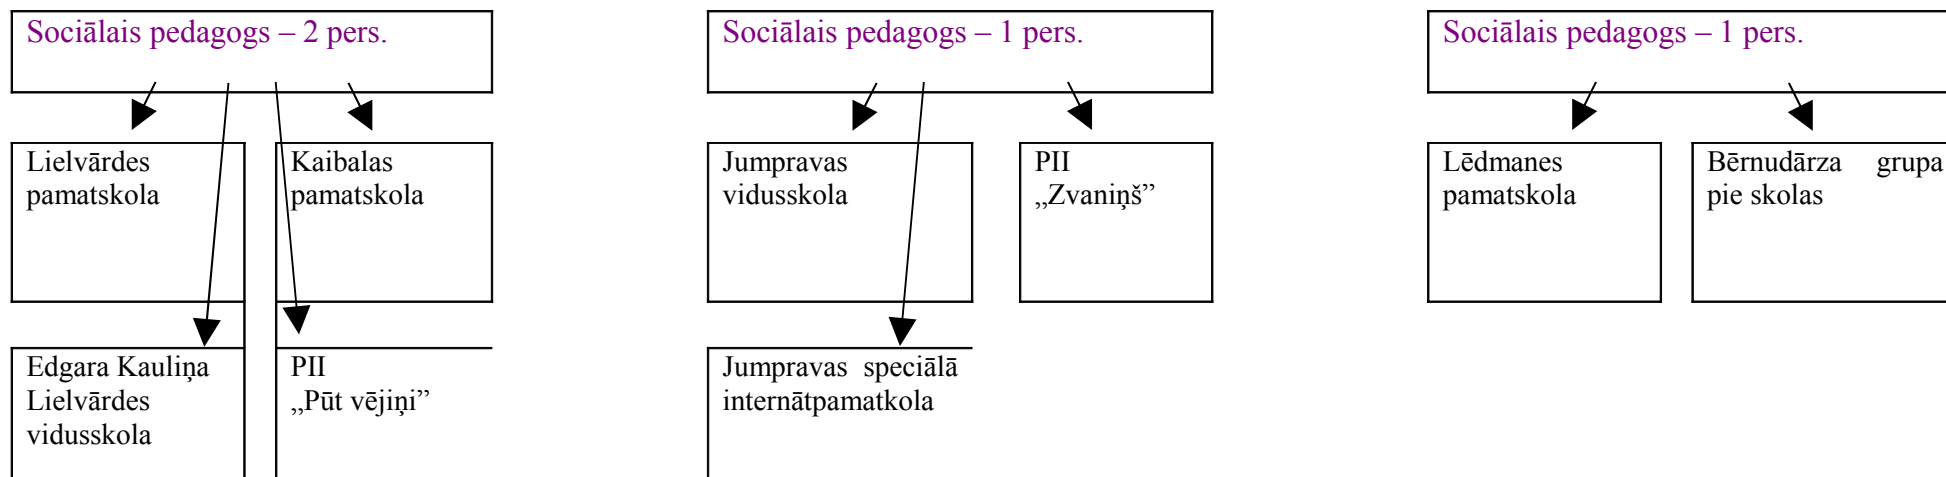 Sociālais pedagogs – 2 pers.
Lielvārdes
pamatskola
Kaibalas
pamatskola
Edgara Kauliņa
Lielvārdes
vidusskola
PII
„Pūt vējiņi”
Sociālais pedagogs – 1 pers.
Jumpravas
vidusskola
PII
„Zvaniņš”
Jumpravas speciālā
internātpamatkola
Sociālais pedagogs – 1 pers.
Lēdmanes
pamatskola
Bērnudārza grupa
pie skolas